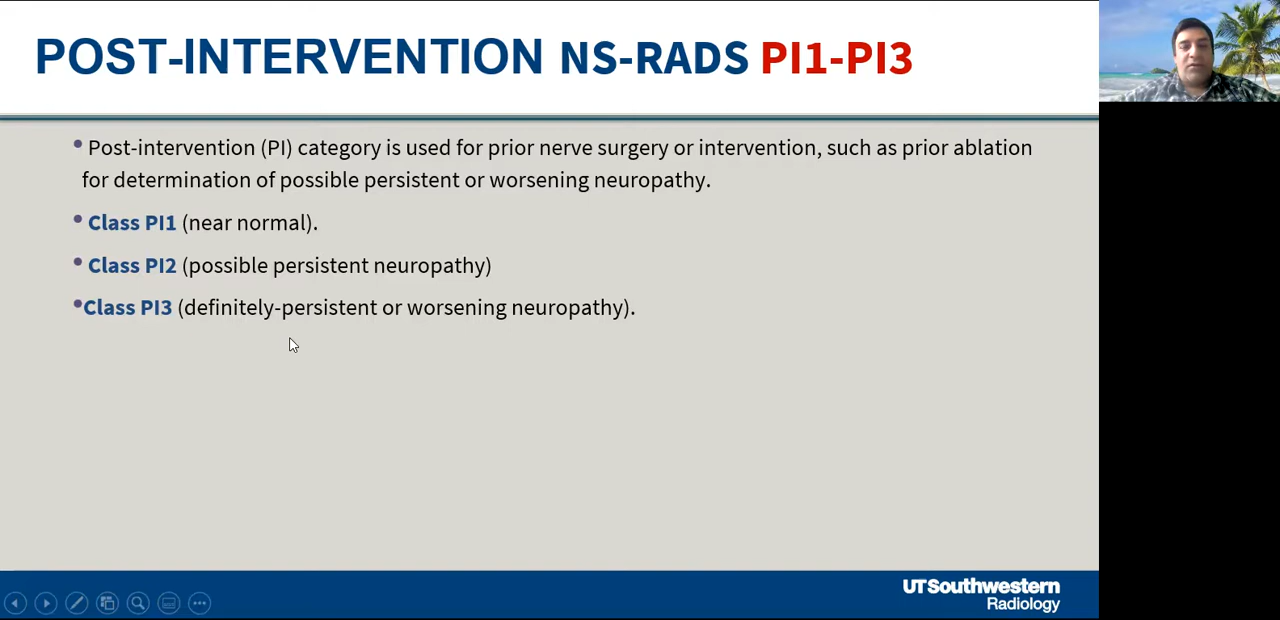 POST-INTERVENTION NS-RADS PI1-PI3
• Post-intervention (PI) category is used for prior nerve surgery or intervention, such as prior ablation
for determination of possible persistent or worsening neuropathy.
• Class PI1 (near normal).
• Class PI2 (possible persistent neuropathy)
•Class PI3 (definitely-persistent or worsening neuropathy).
UTSouthwestern
Radiology